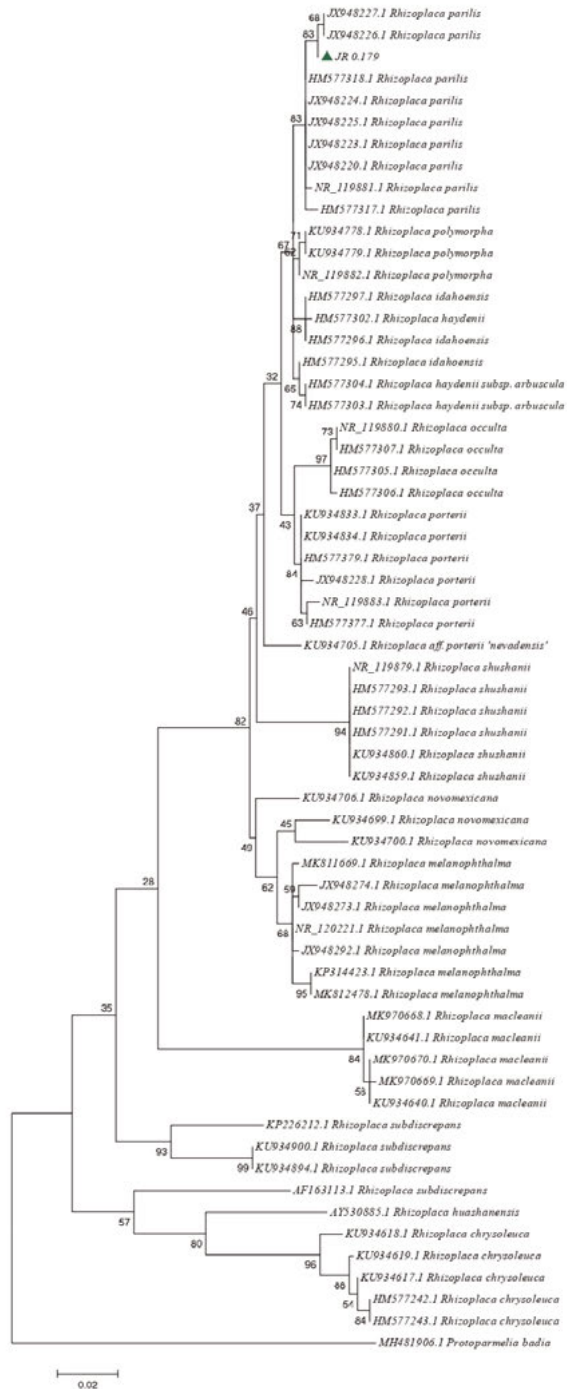 68
JX948227.1 Rhizoplaca parilis
83
JX948226.1 Rhizoplaca parilis
JR 0.179
HM577318.1 Rhizoplaca parilis
JX948224.1 Rhizoplaca parilis
83
JX948225.1 Rhizoplaca parilis
JX948223.1 Rhizoplaca parilis
JX948220.1 Rhizoplaca parilis
NR_119881.1 Rhizoplaca parilis
HM577317.1 Rhizoplaca parilis
71
KU934778.1 Rhizoplaca polymorpha
67
62
KU934779.1 Rhizoplaca polymorpha
NR_119882.1 Rhizoplaca polymorpha
HM577297.1 Rhizoplaca idahoensis
HM577302.1 Rhizoplaca haydenii
88
HM577296.1 Rhizoplaca idahoensis
HM577295.1 Rhizoplaca idahoensis
32
65
HM577304.1 Rhizoplaca haydenii subsp. arbuscula
74
HM577303.1 Rhizoplaca haydenii subsp. arbuscula
73
NR_119880.1 Rhizoplaca occulta
HM577307.1 Rhizoplaca occulta
97
HM577305.1 Rhizoplaca occulta
HM577306.1 Rhizoplaca occulta
37
43
KU934833.1 Rhizoplaca porterii
KU934834.1 Rhizoplaca porterii
HM577379.1 Rhizoplaca porterii
84
JX948228.1 Rhizoplaca porterii
NR_119883.1 Rhizoplaca porterii
46
63
HM577377.1 Rhizoplaca porterii
KU934705.1 Rhizoplaca aff. porterii 'nevadensis'
NR_119879.1 Rhizoplaca shushanii
HM577293.1 Rhizoplaca shushanii
HM577292.1 Rhizoplaca shushanii
82
94
HM577291.1 Rhizoplaca shushanii
KU934860.1 Rhizoplaca shushanii
KU934859.1 Rhizoplaca shushanii
KU934706.1 Rhizoplaca novomexicana
45
KU934699.1 Rhizoplaca novomexicana
49
KU934700.1 Rhizoplaca novomexicana
MK811669.1 Rhizoplaca melanophthalma
28
62
59
JX948274.1 Rhizoplaca melanophthalma
JX948273.1 Rhizoplaca melanophthalma
68
NR_120221.1 Rhizoplaca melanophthalma
JX948292.1 Rhizoplaca melanophthalma
KP314423.1 Rhizoplaca melanophthalma
95
MK812478.1 Rhizoplaca melanophthalma
35
MK970668.1 Rhizoplaca macleanii
KU934641.1 Rhizoplaca macleanii
84
MK970670.1 Rhizoplaca macleanii
MK970669.1 Rhizoplaca macleanii
KU934640.1 Rhizoplaca macleanii
KP226212.1 Rhizoplaca subdiscrepans
93
KU934900.1 Rhizoplaca subdiscrepans
99
KU934894.1 Rhizoplaca subdiscrepans
AF163113.1 Rhizoplaca subdiscrepans
57
AY530885.1 Rhizoplaca huashanensis
80
KU934618.1 Rhizoplaca chrysoleuca
96
KU934619.1 Rhizoplaca chrysoleuca
KU934617.1 Rhizoplaca chrysoleuca
54
HM577242.1 Rhizoplaca chrysoleuca
84
HM577243.1 Rhizoplaca chrysoleuca
MH481906.1 Protoparmelia badia
0.02